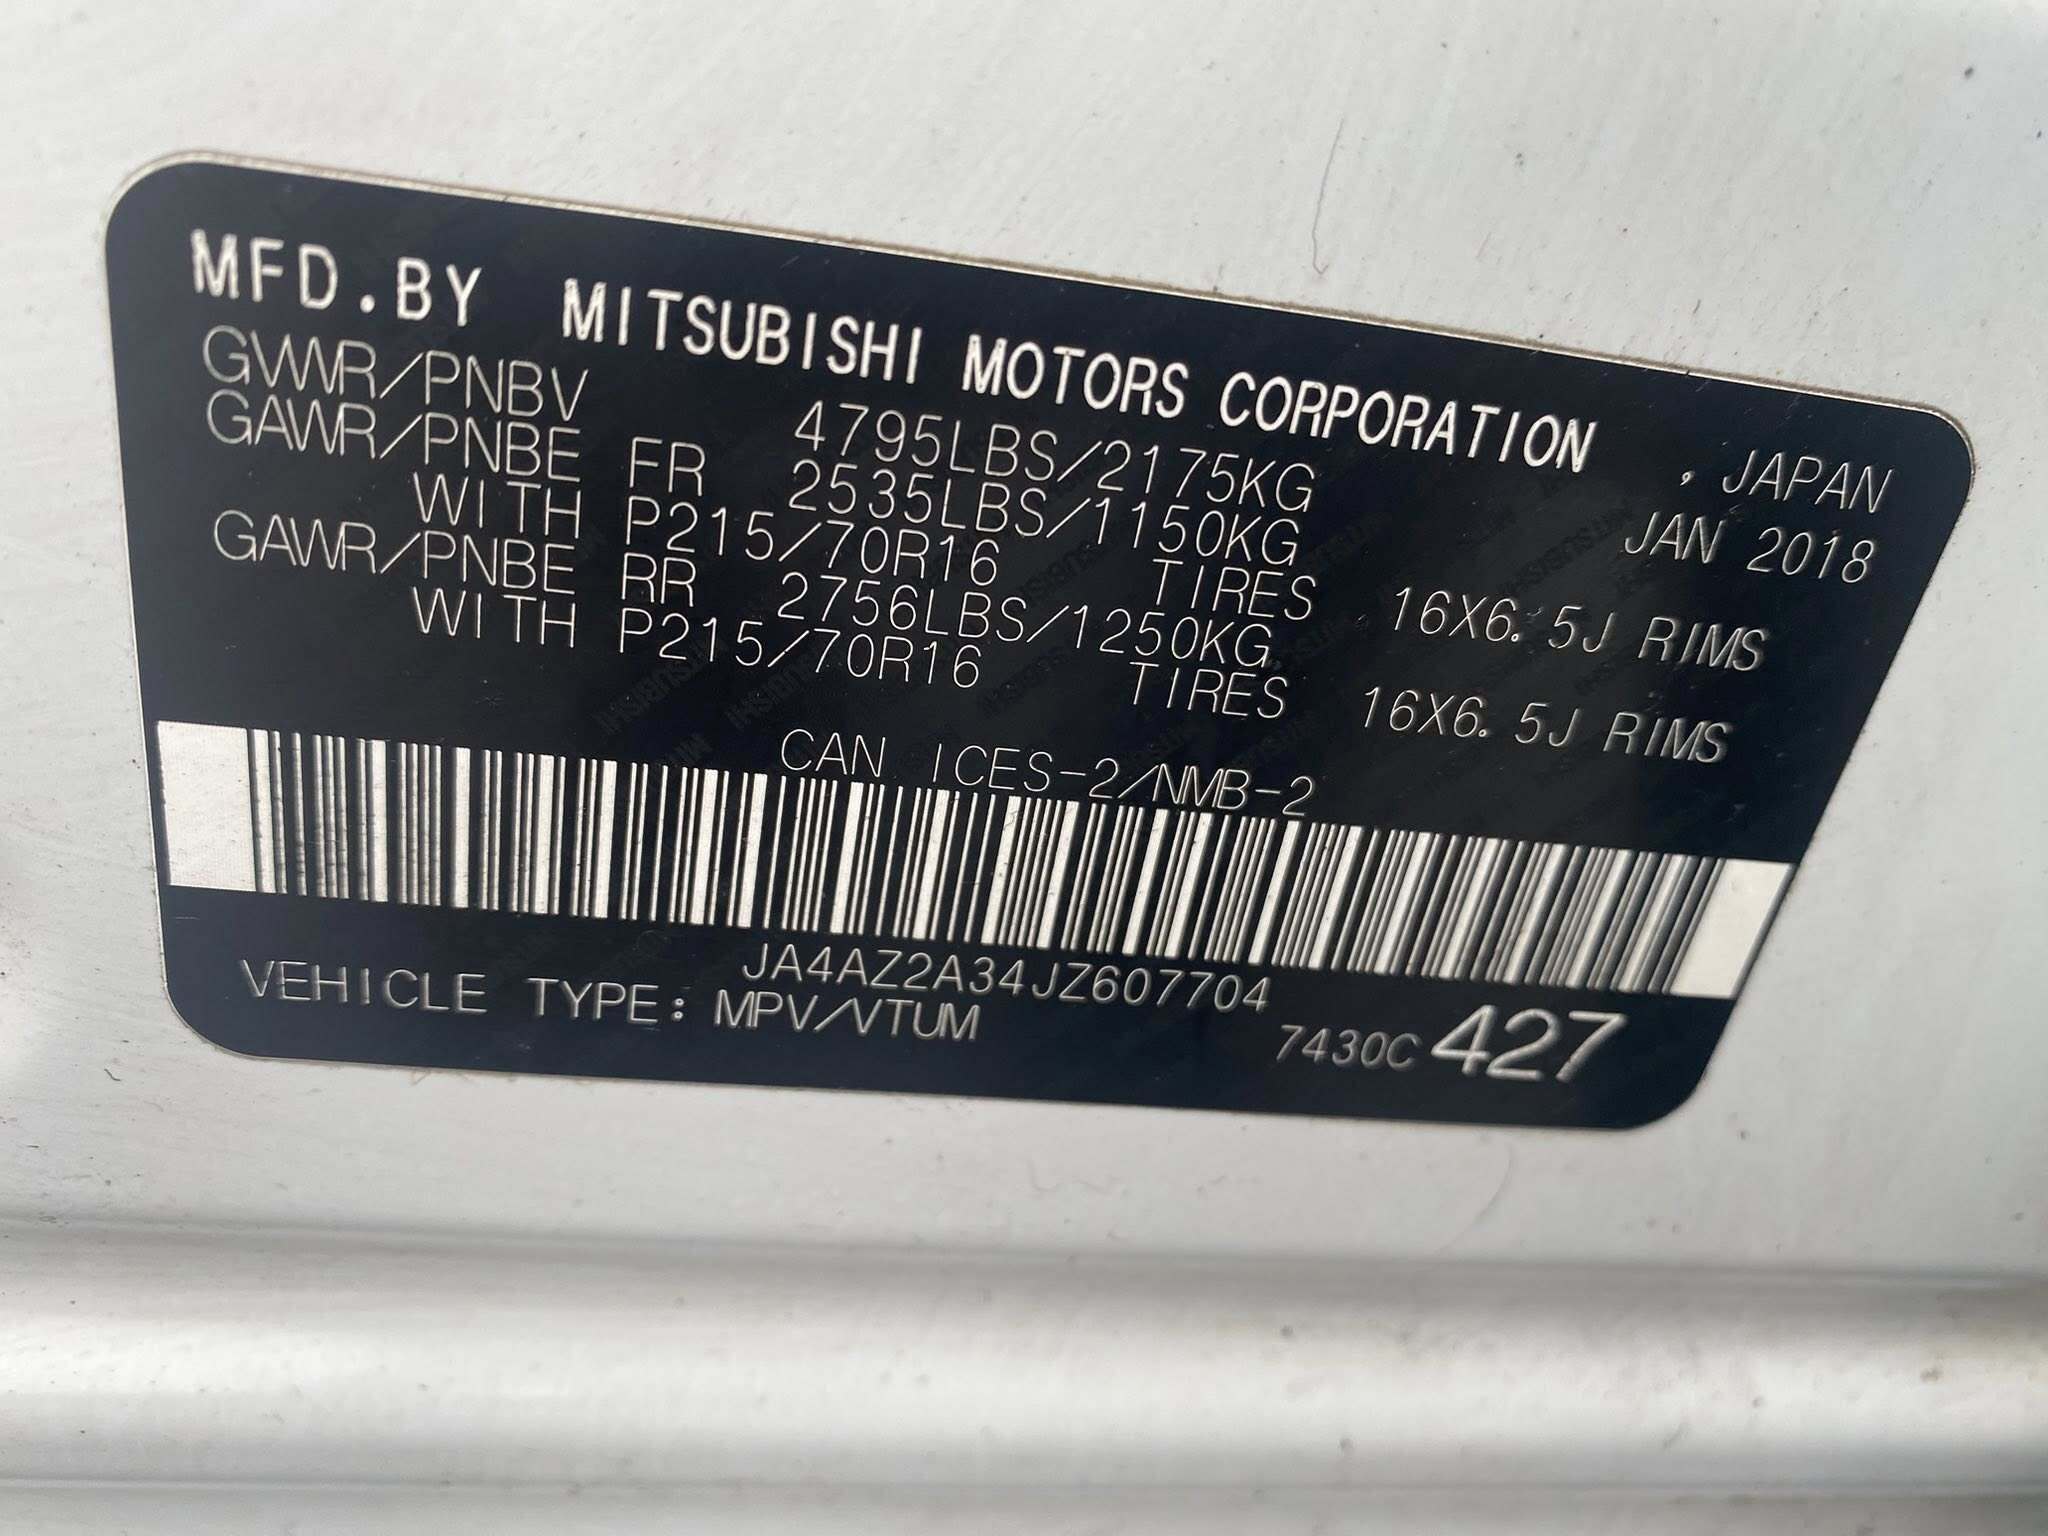 MFD.BY MITSUBISHI MOTORS CORPORATION , JAPAN
GVWR/PNBV 4795LBS/2175KG JAN 2018
GAWR/PNBE FR 2535LBS/1150KG
WITH P215/70R16 TIRES 16X6.5J RIMS
GAWR/PNBE RR 2756LBS/1250KG
WITH P215/70R16 TIRES 16X6.5J RIMS
CAN ICES-2/NMB-2
JA4AZ2A34JZ607704
VEHICLE TYPE: MPV/VTUM 7430C 427